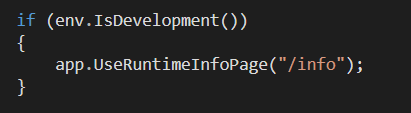 if (env.IsDevelopment())
{
    app.UseRuntimeInfoPage("/info");
}